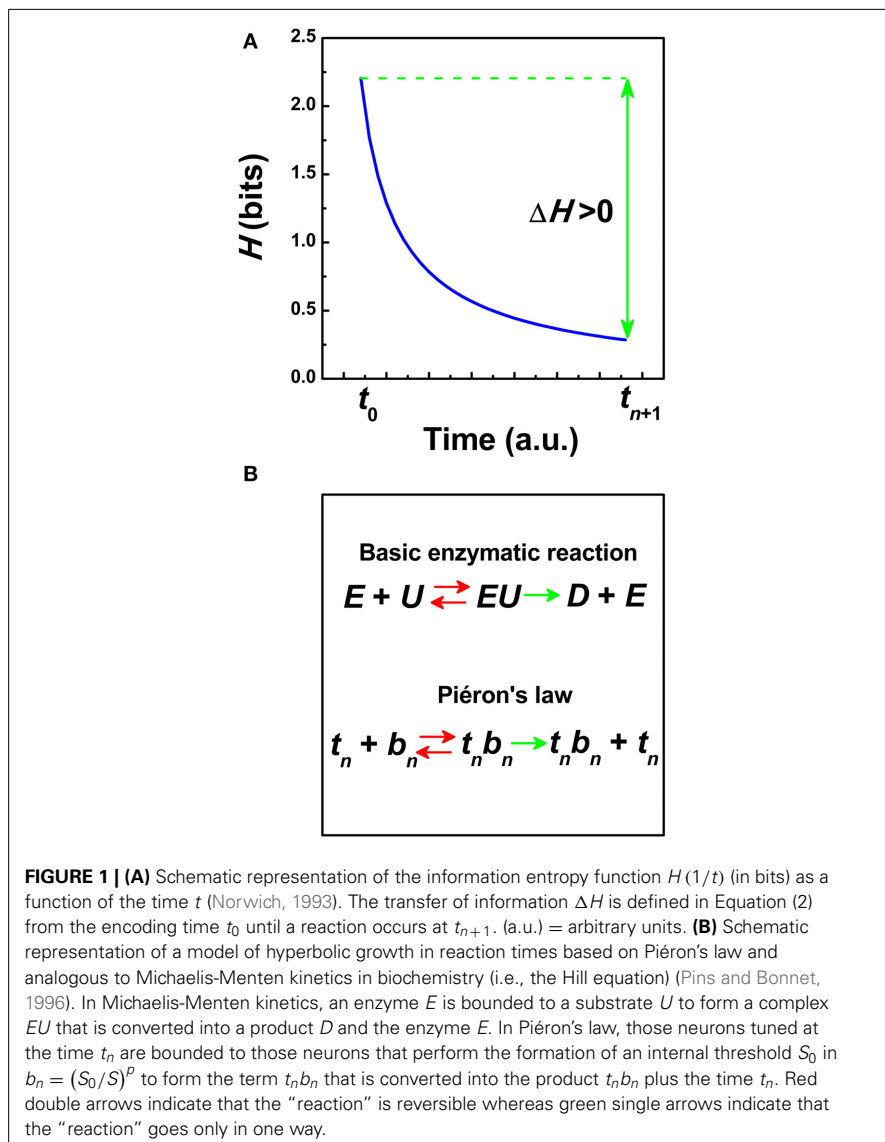 A
2.5
2.0
1.5
1.0
0.5
0.0
H (bits)
ΔH>0
t0
tn+1
Time (a.u.)
B
Basic enzymatic reaction
E + U ⇄ EU → D + E
Piéron's law
tn + bn ⇄ tnbn → tnbn + tn
FIGURE 1 | (A) Schematic representation of the information entropy function H(1/t) (in bits) as a
function of the time t (Norwich, 1993). The transfer of information ΔH is defined in Equation (2)
from the encoding time t0 until a reaction occurs at tn+1. (a.u.) = arbitrary units. (B) Schematic
representation of a model of hyperbolic growth in reaction times based on Piéron's law and
analogous to Michaelis-Menten kinetics in biochemistry (i.e., the Hill equation) (Pins and Bonnet,
1996). In Michaelis-Menten kinetics, an enzyme E is bounded to a substrate U to form a complex
EU that is converted into a product D and the enzyme E. In Piéron's law, those neurons tuned at
the time tn are bounded to those neurons that perform the formation of an internal threshold S0 in
bn = (S0/S)^p to form the term tnbn that is converted into the product tnbn plus the time tn. Red
double arrows indicate that the "reaction" is reversible whereas green single arrows indicate that
the "reaction" goes only in one way.